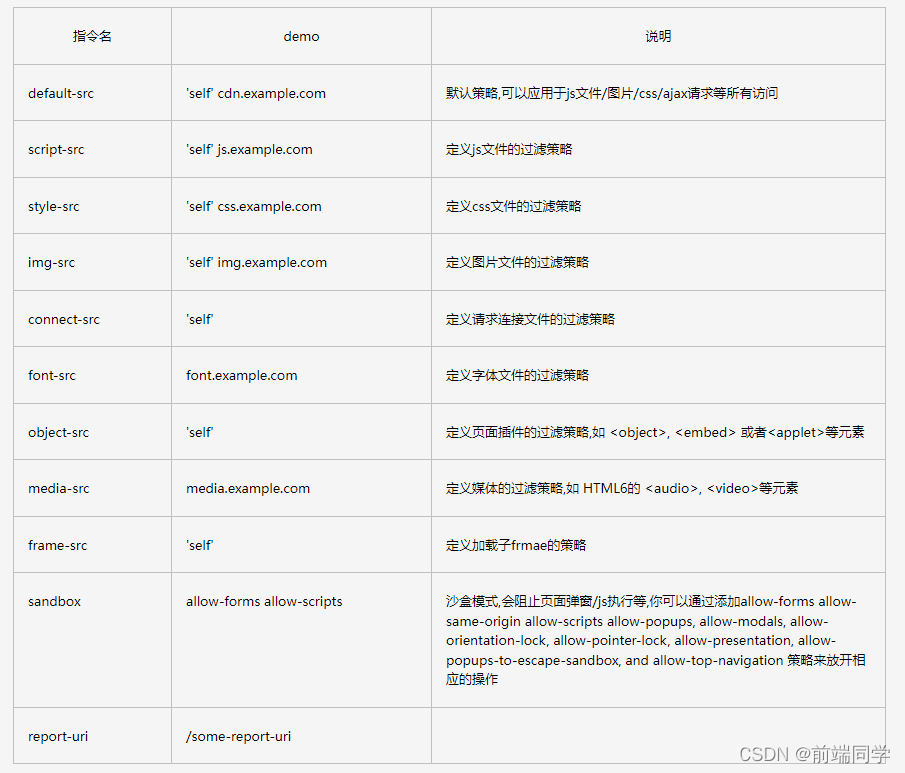 指令名 demo 说明
default-src 'self' cdn.example.com 默认策略,可以应用于js文件/图片/css/ajax请求等所有访问
script-src 'self' js.example.com 定义js文件的过滤策略
style-src 'self' css.example.com 定义css文件的过滤策略
img-src 'self' img.example.com 定义图片文件的过滤策略
connect-src 'self' 定义请求连接文件的过滤策略
font-src font.example.com 定义字体文件的过滤策略
object-src 'self' 定义页面插件的过滤策略,如 <object>, <embed> 或者<applet>等元素
media-src media.example.com 定义媒体的过滤策略,如 HTML6的 <audio>, <video>等元素
frame-src 'self' 定义加载子frmae的策略
sandbox allow-forms allow-scripts 沙盒模式,会阻止页面弹窗/js执行等,你可以通过添加allow-forms allow-
same-origin allow-scripts allow-popups, allow-modals, allow-
orientation-lock, allow-pointer-lock, allow-presentation, allow-
popups-to-escape-sandbox, and allow-top-navigation 策略来放开相
应的操作
report-uri /some-report-uri
CSDN @前端同学